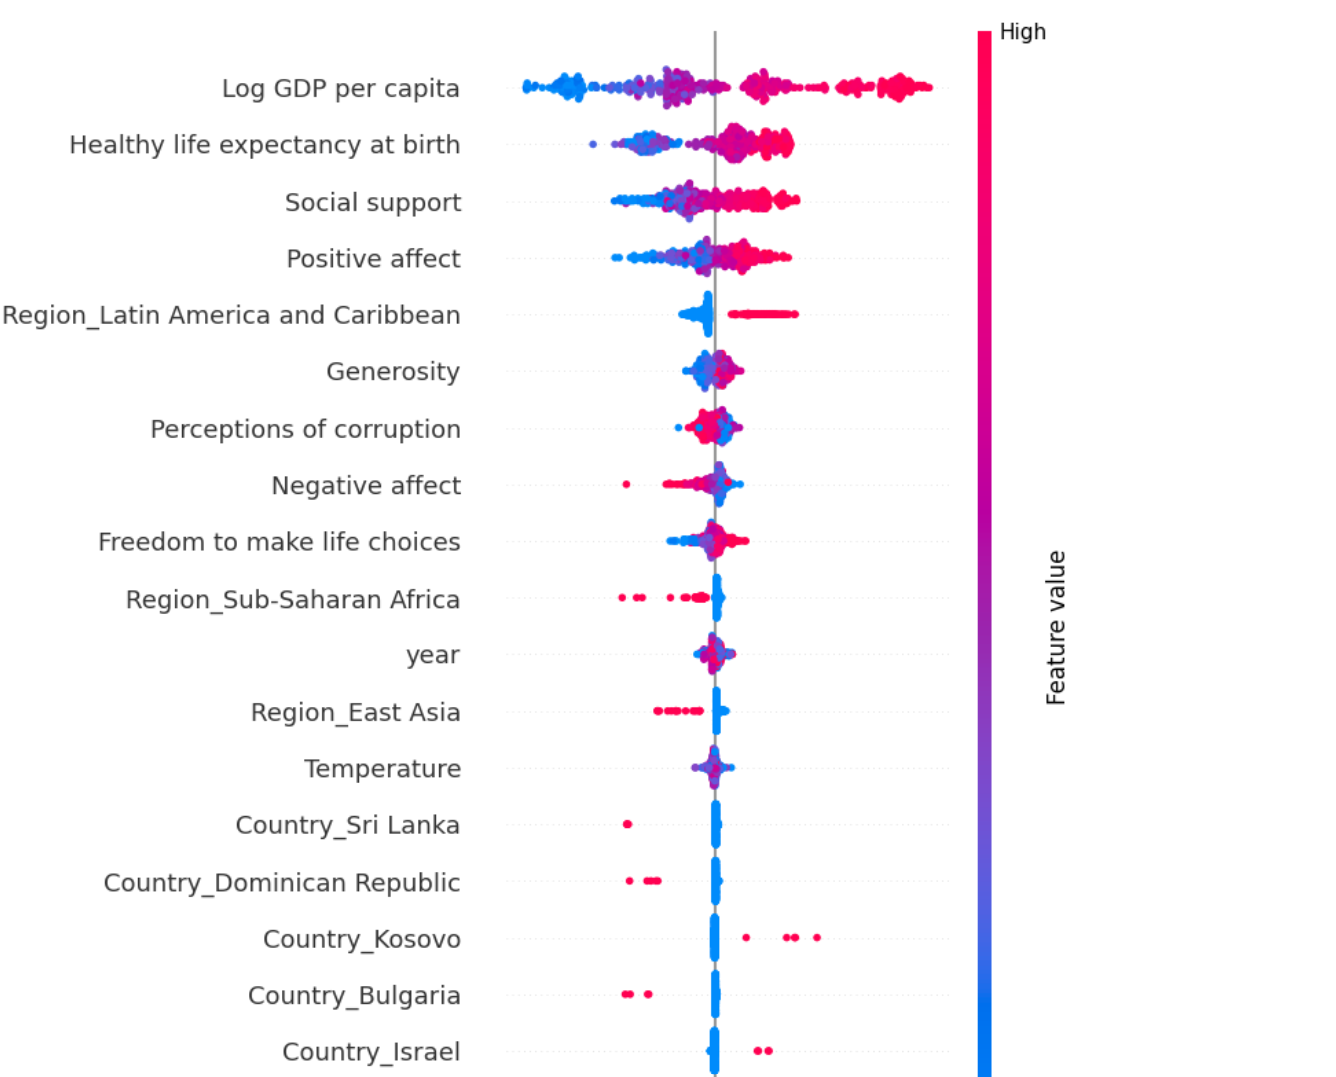 High
Log GDP per capita
Healthy life expectancy at birth
Social support
Positive affect
Region_Latin America and Caribbean
Generosity
Perceptions of corruption
Negative affect
Freedom to make life choices
Region_Sub-Saharan Africa
year
Region_East Asia
Temperature
Country_Sri Lanka
Country_Dominican Republic
Country_Kosovo
Country_Bulgaria
Country_Israel
Feature value